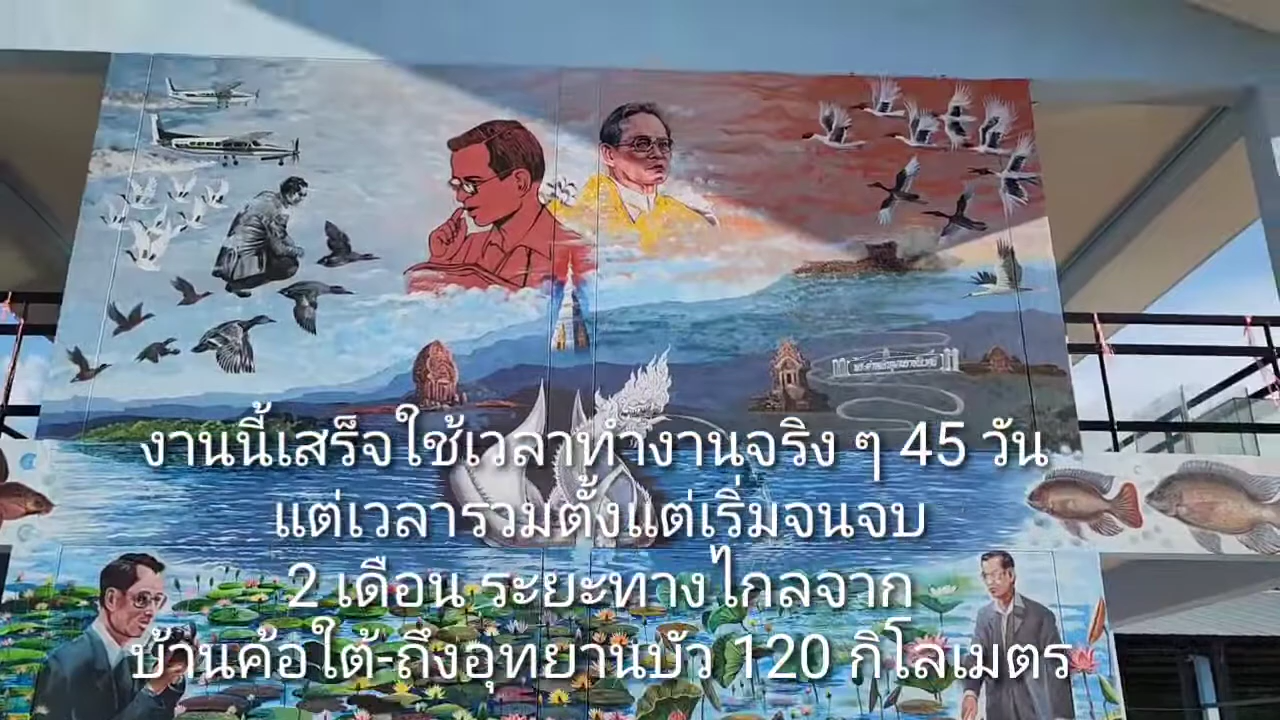 งานนี้เสร็จใช้เวลาทำงานจริง ๆ 45 วัน
แต่เวลารวมตั้งแต่เริ่มจนจบ
2 เดือน ระยะทางไกลจาก
บ้านค้อใต้-ถึงอุทยานบัว 120 กิโลเมตร